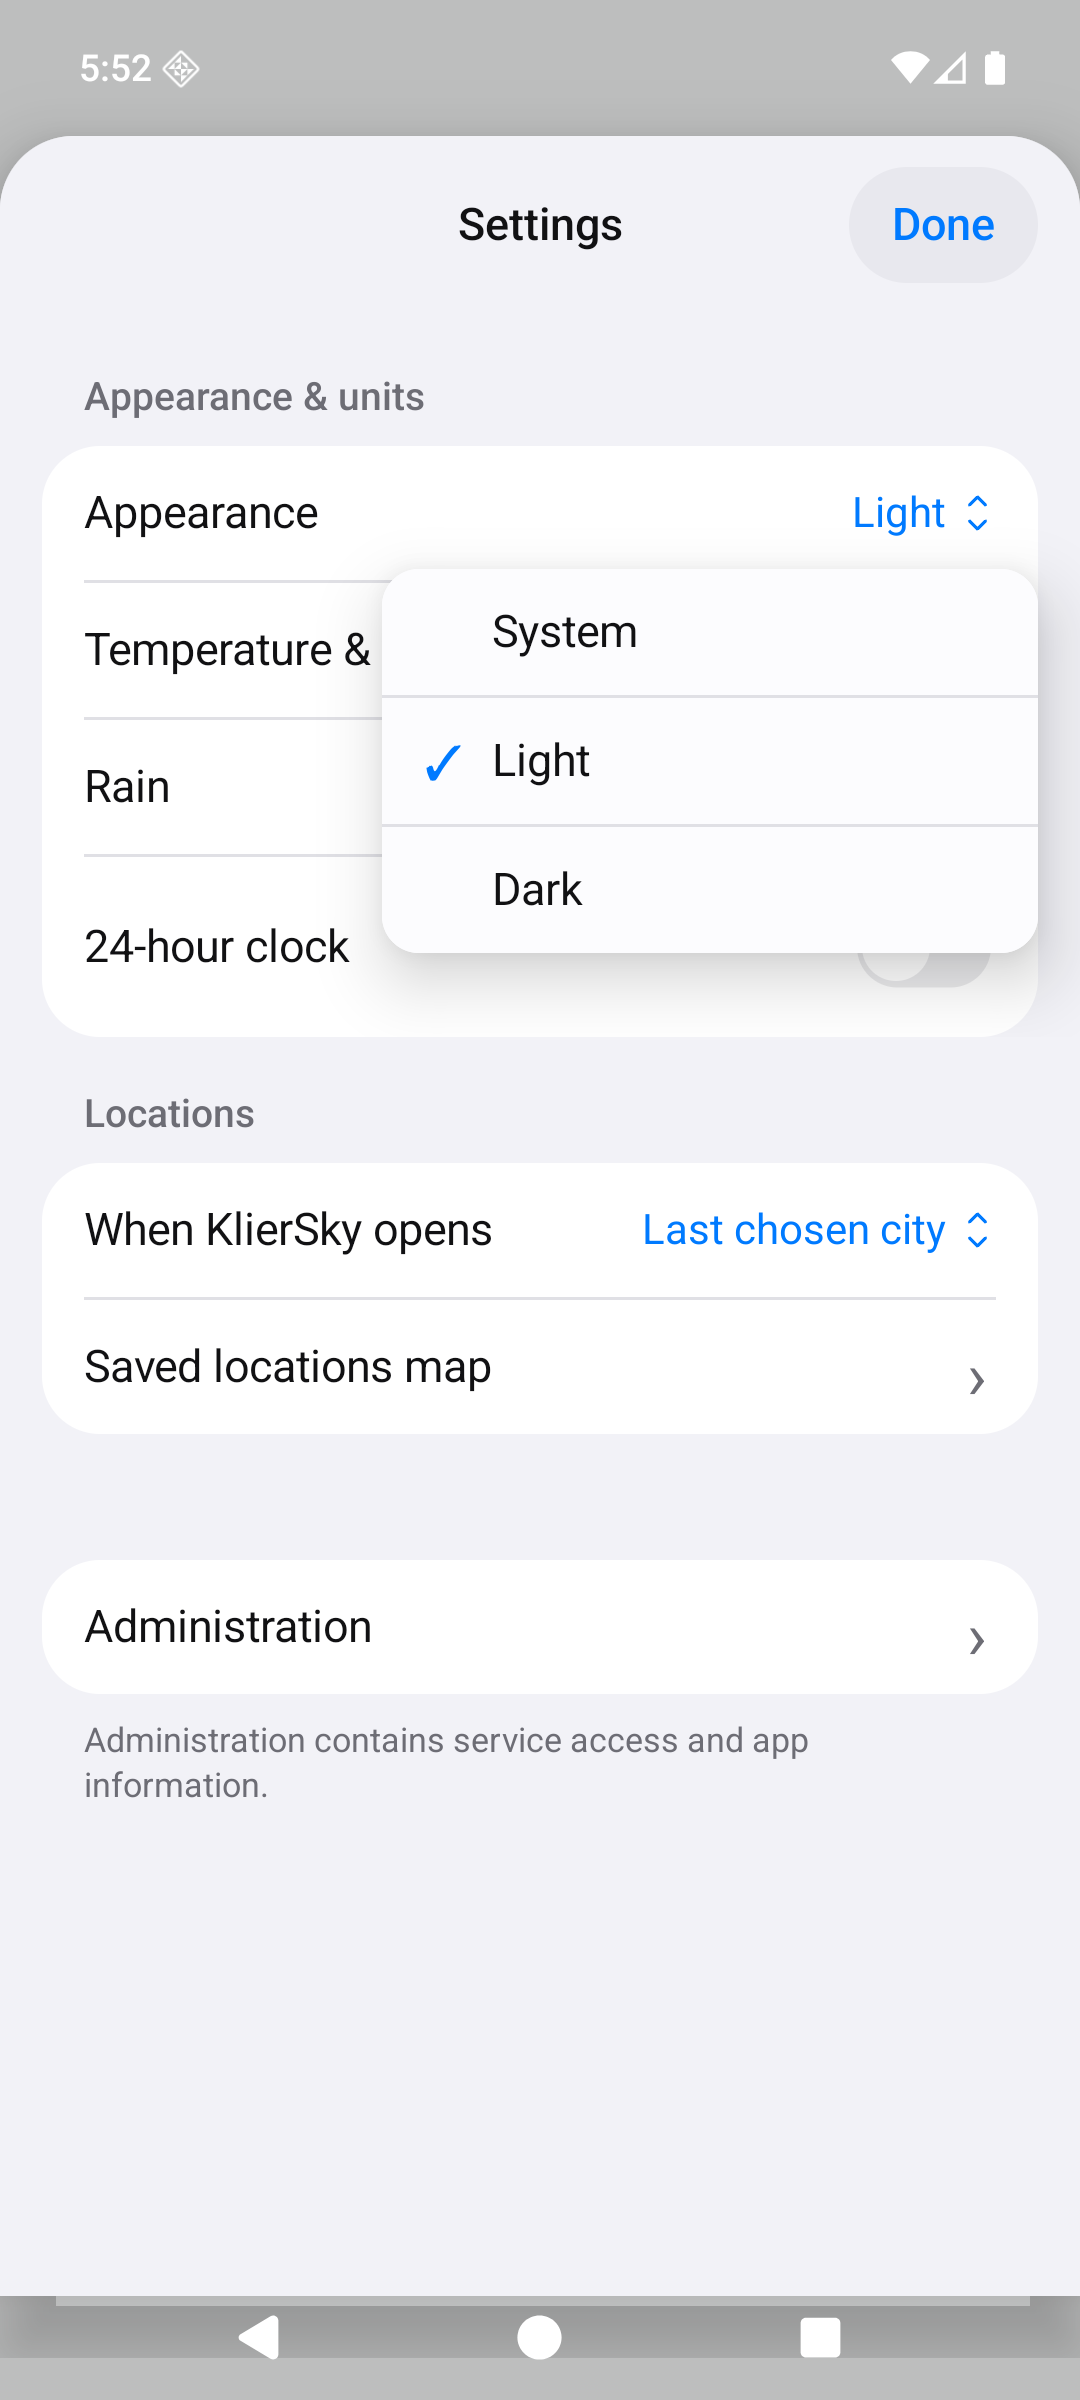 5:52
Settings
Done
Appearance & units
Appearance
Light
Temperature &
System
✓ Light
Rain
Dark
24-hour clock
Locations
When KlierSky opens
Last chosen city
Saved locations map
Administration
Administration contains service access and app
information.